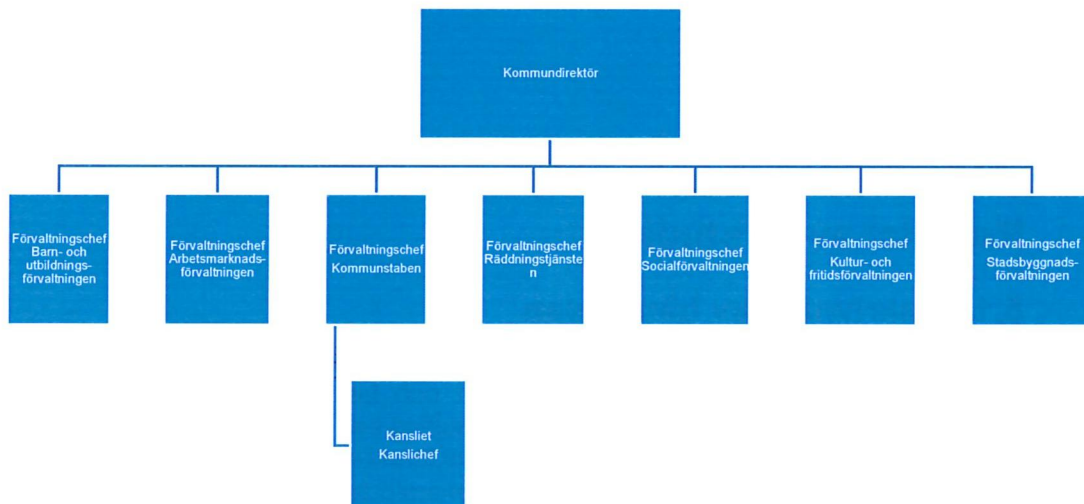 Kommundirektör
Förvaltningschef
Barn- och
utbildnings-
förvaltningen
Förvaltningschef
Arbetsmarknads-
förvaltningen
Förvaltningschef
Kommunstaben
Förvaltningschef
Räddningstjänste
n
Förvaltningschef
Socialförvaltningen
Förvaltningschef
Kultur- och
fritidsförvaltningen
Förvaltningschef
Stadsbyggnads-
förvaltningen
Kansliet
Kanslichef